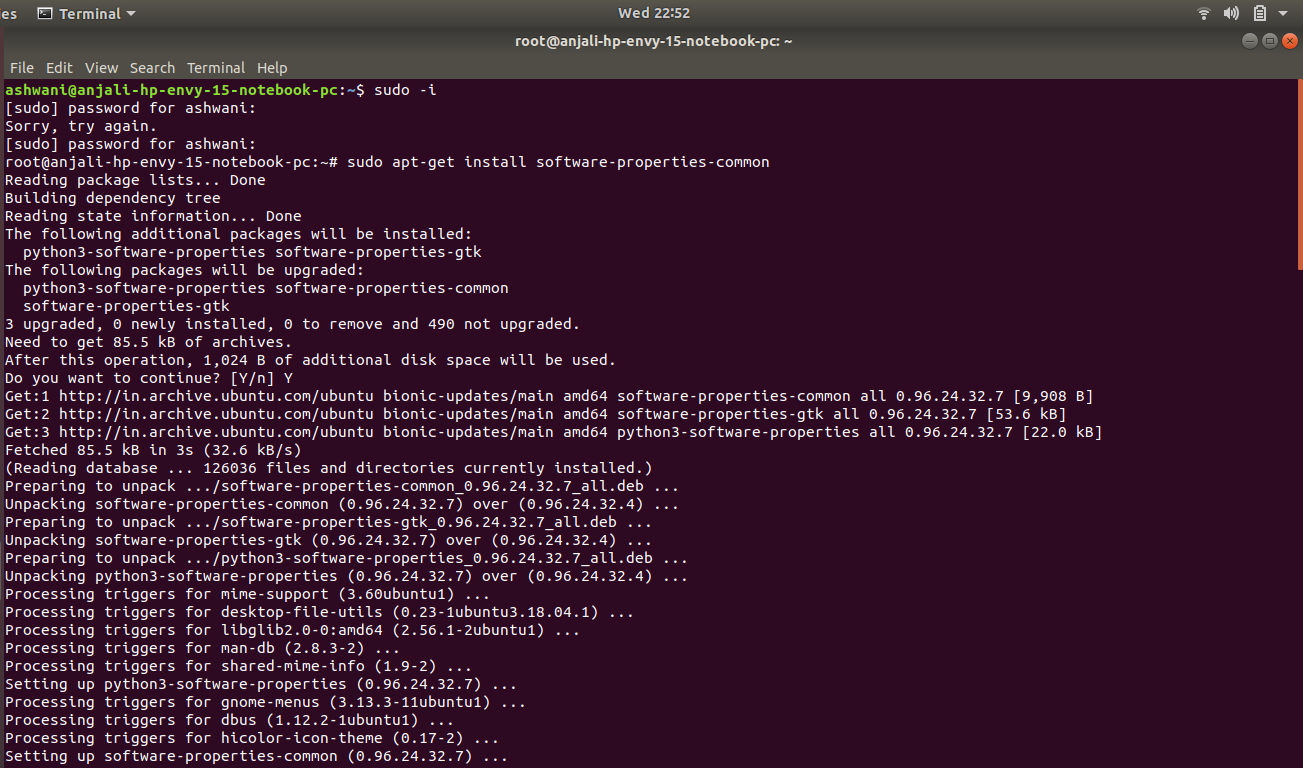 es Terminal Wed 22:52
root@anjali-hp-envy-15-notebook-pc: ~
File Edit View Search Terminal Help
ashwani@anjali-hp-envy-15-notebook-pc:~$ sudo -i
[sudo] password for ashwani:
Sorry, try again.
[sudo] password for ashwani:
root@anjali-hp-envy-15-notebook-pc:~# sudo apt-get install software-properties-common
Reading package lists... Done
Building dependency tree
Reading state information... Done
The following additional packages will be installed:
  python3-software-properties software-properties-gtk
The following packages will be upgraded:
  python3-software-properties software-properties-common
  software-properties-gtk
3 upgraded, 0 newly installed, 0 to remove and 490 not upgraded.
Need to get 85.5 kB of archives.
After this operation, 1,024 B of additional disk space will be used.
Do you want to continue? [Y/n] Y
Get:1 http://in.archive.ubuntu.com/ubuntu bionic-updates/main amd64 software-properties-common all 0.96.24.32.7 [9,908 B]
Get:2 http://in.archive.ubuntu.com/ubuntu bionic-updates/main amd64 software-properties-gtk all 0.96.24.32.7 [53.6 kB]
Get:3 http://in.archive.ubuntu.com/ubuntu bionic-updates/main amd64 python3-software-properties all 0.96.24.32.7 [22.0 kB]
Fetched 85.5 kB in 3s (32.6 kB/s)
(Reading database ... 126036 files and directories currently installed.)
Preparing to unpack .../software-properties-common_0.96.24.32.7_all.deb ...
Unpacking software-properties-common (0.96.24.32.7) over (0.96.24.32.4) ...
Preparing to unpack .../software-properties-gtk_0.96.24.32.7_all.deb ...
Unpacking software-properties-gtk (0.96.24.32.7) over (0.96.24.32.4) ...
Preparing to unpack .../python3-software-properties_0.96.24.32.7_all.deb ...
Unpacking python3-software-properties (0.96.24.32.7) over (0.96.24.32.4) ...
Processing triggers for mime-support (3.60ubuntu1) ...
Processing triggers for desktop-file-utils (0.23-1ubuntu3.18.04.1) ...
Processing triggers for libglib2.0-0:amd64 (2.56.1-2ubuntu1) ...
Processing triggers for man-db (2.8.3-2) ...
Processing triggers for shared-mime-info (1.9-2) ...
Setting up python3-software-properties (0.96.24.32.7) ...
Processing triggers for gnome-menus (3.13.3-11ubuntu1) ...
Processing triggers for dbus (1.12.2-1ubuntu1) ...
Processing triggers for hicolor-icon-theme (0.17-2) ...
Setting up software-properties-common (0.96.24.32.7) ...